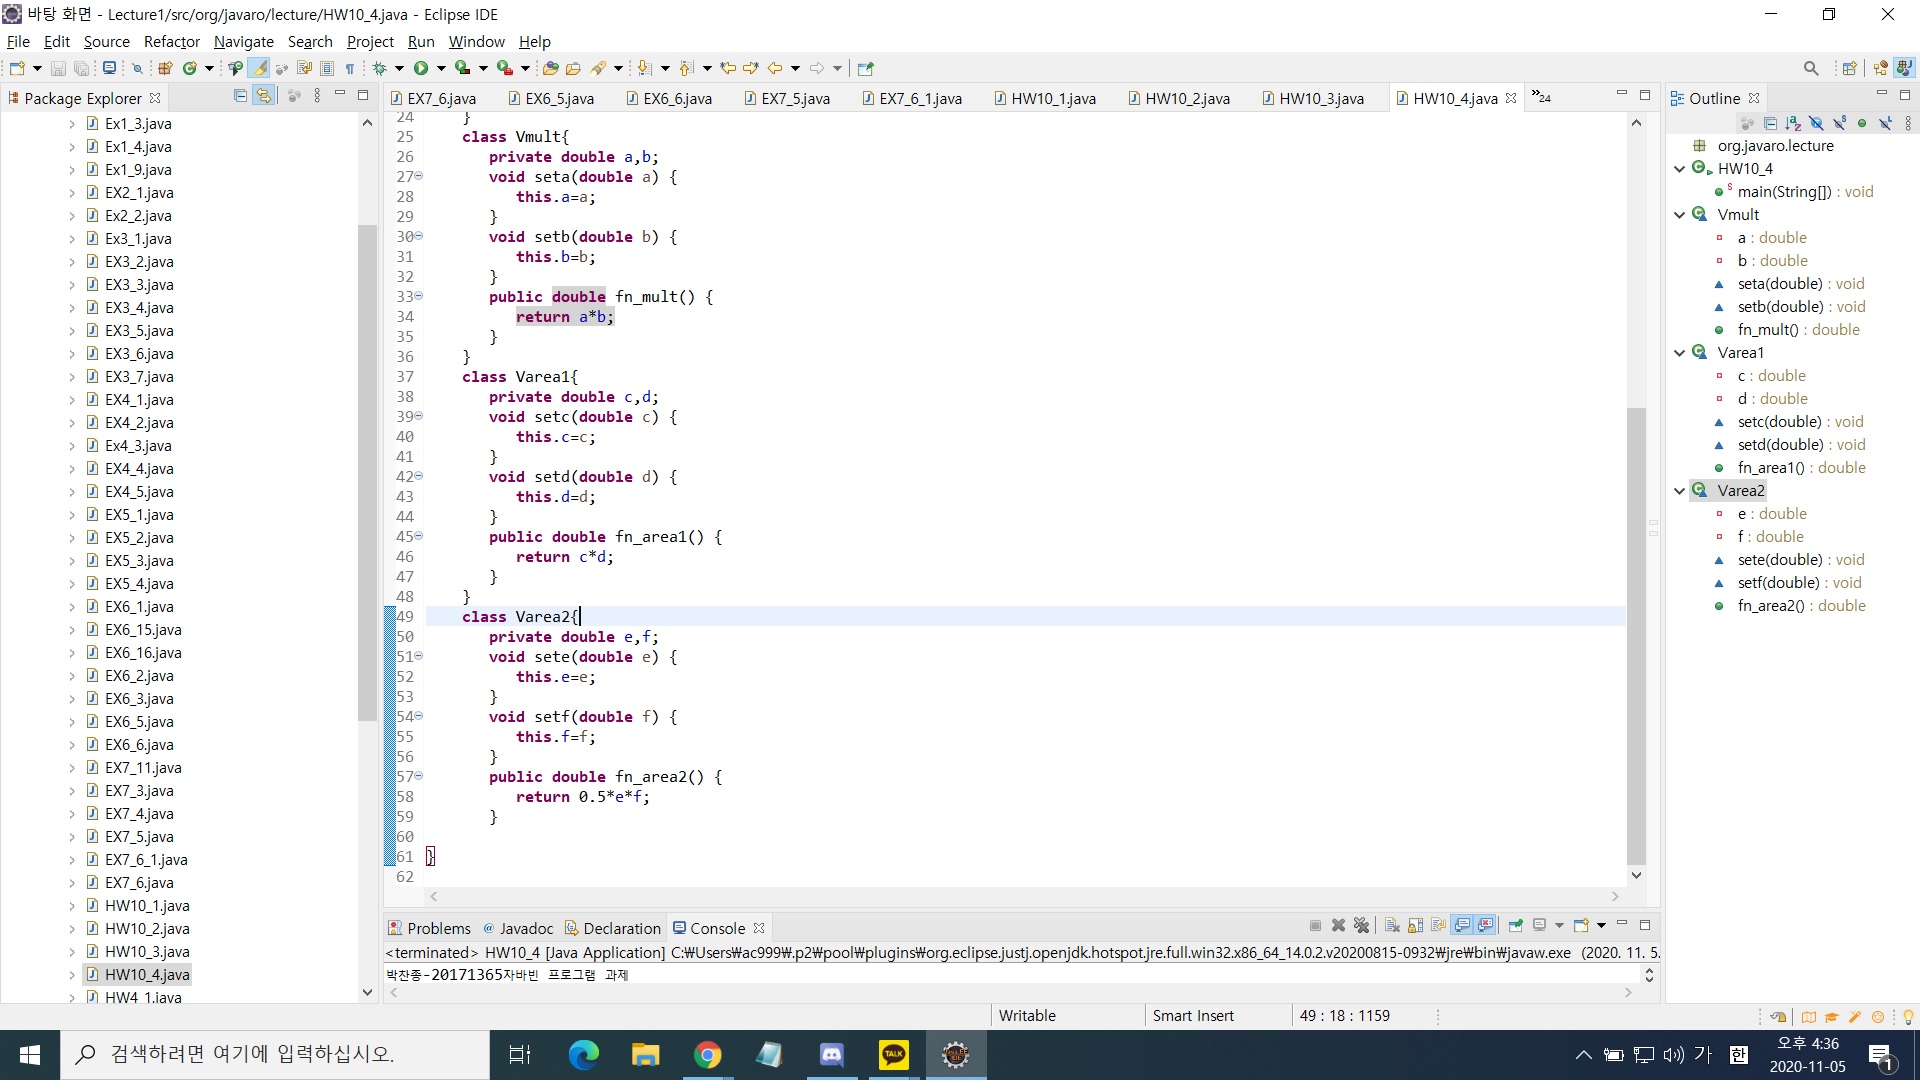 바탕 화면 - Lecture1/src/org/javaro/lecture/HW10_4.java - Eclipse IDE
File Edit Source Refactor Navigate Search Project Run Window Help
Package Explorer
Ex1_3.java
Ex1_4.java
Ex1_9.java
EX2_1.java
Ex2_2.java
Ex3_1.java
EX3_2.java
EX3_3.java
EX3_4.java
EX3_5.java
EX3_6.java
EX3_7.java
EX4_1.java
EX4_2.java
Ex4_3.java
EX4_4.java
EX4_5.java
EX5_1.java
EX5_2.java
EX5_3.java
EX5_4.java
EX6_1.java
EX6_15.java
EX6_16.java
EX6_2.java
EX6_3.java
EX6_5.java
EX6_6.java
EX7_11.java
EX7_3.java
EX7_4.java
EX7_5.java
EX7_6_1.java
EX7_6.java
HW10_1.java
HW10_2.java
HW10_3.java
HW10_4.java
HW4_1.java
EX7_6.java EX6_5.java EX6_6.java EX7_5.java EX7_6_1.java HW10_1.java HW10_2.java HW10_3.java HW10_4.java »24
24 }
25 class Vmult{
26 private double a,b;
27 void seta(double a) {
28 this.a=a;
29 }
30 void setb(double b) {
31 this.b=b;
32 }
33 public double fn_mult() {
34 return a*b;
35 }
36 }
37 class Varea1{
38 private double c,d;
39 void setc(double c) {
40 this.c=c;
41 }
42 void setd(double d) {
43 this.d=d;
44 }
45 public double fn_area1() {
46 return c*d;
47 }
48 }
49 class Varea2{
50 private double e,f;
51 void sete(double e) {
52 this.e=e;
53 }
54 void setf(double f) {
55 this.f=f;
56 }
57 public double fn_area2() {
58 return 0.5*e*f;
59 }
60
61 }
62
Outline
org.javaro.lecture
HW10_4
main(String[]) : void
Vmult
a : double
b : double
seta(double) : void
setb(double) : void
fn_mult() : double
Varea1
c : double
d : double
setc(double) : void
setd(double) : void
fn_area1() : double
Varea2
e : double
f : double
sete(double) : void
setf(double) : void
fn_area2() : double
Problems @ Javadoc Declaration Console
<terminated> HW10_4 [Java Application] C:₩Users₩ac999₩.p2₩pool₩plugins₩org.eclipse.justj.openjdk.hotspot.jre.full.win32.x86_64_14.0.2.v20200815-0932₩jre₩bin₩javaw.exe (2020. 11. 5.
박찬종-20171365자바빈 프로그램 과제
Writable Smart Insert 49 : 18 : 1159
검색하려면 여기에 입력하십시오.
TALK
가 한
오후 4:36
2020-11-05
1